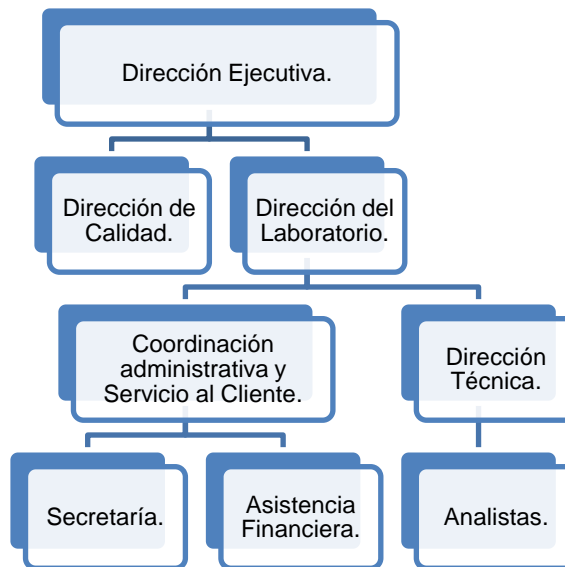 Dirección Ejecutiva.
Dirección de
Calidad.
Dirección del
Laboratorio.
Coordinación
administrativa y
Servicio al Cliente.
Dirección
Técnica.
Secretaría.
Asistencia
Financiera.
Analistas.